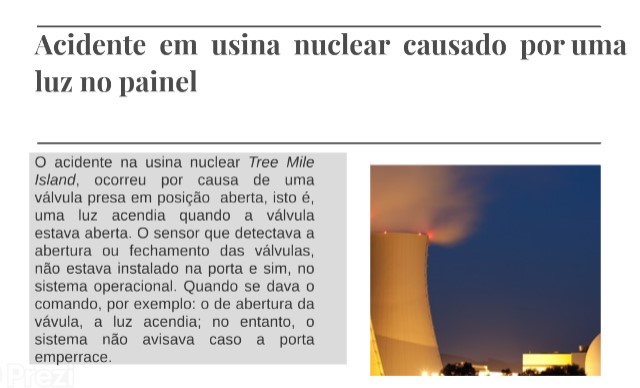 Acidente em usina nuclear causado por uma
luz no painel
O acidente na usina nuclear Tree Mile
Island, ocorreu por causa de uma
válvula presa em posição aberta, isto é,
uma luz acendia quando a válvula
estava aberta. O sensor que detectava a
abertura ou fechamento das válvulas,
não estava instalado na porta e sim, no
sistema operacional. Quando se dava o
comando, por exemplo: o de abertura da
vávula, a luz acendia; no entanto, o
sistema não avisava caso a porta
emperrace.
Prezi